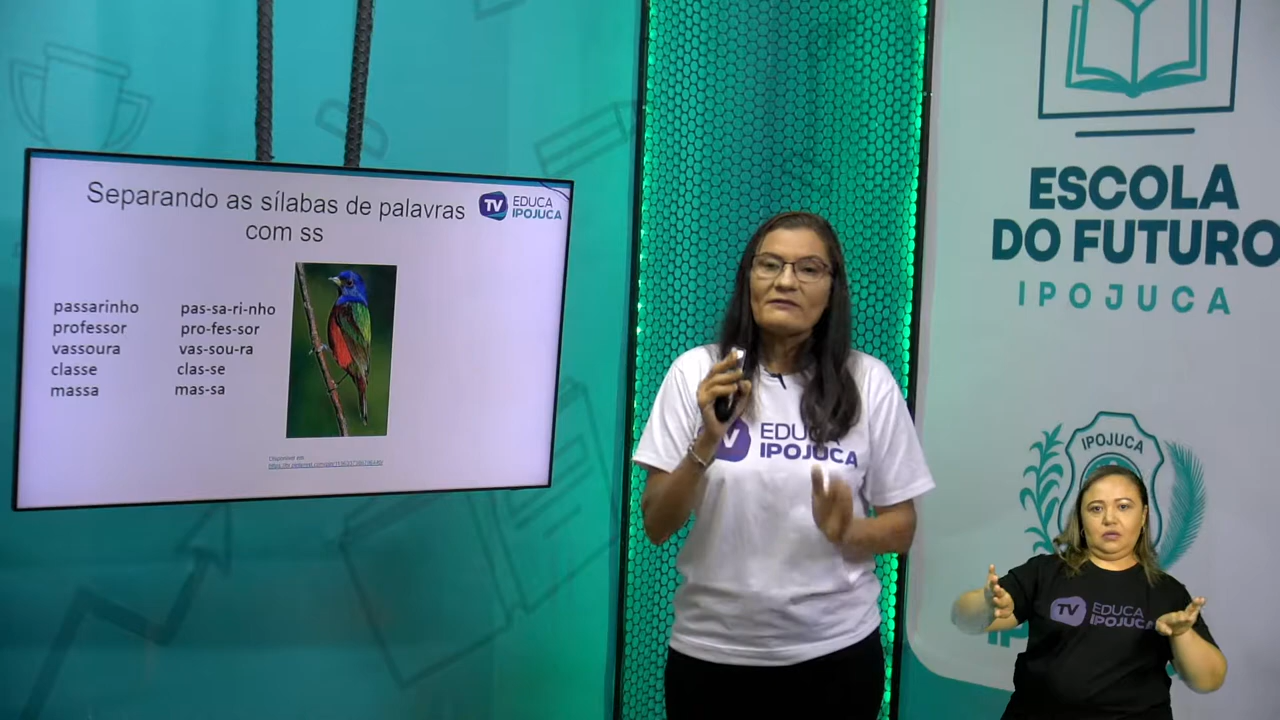 Separando as sílabas de palavras
com ss
TV EDUCA
IPOJUCA
passarinho pas-sa-ri-nho
professor pro-fes-sor
vassoura vas-sou-ra
classe clas-se
massa mas-sa
Disponível em:
ESCOLA
DO FUTURO
IPOJUCA
IPOJUCA
TV EDUCA
IPOJUCA
TV EDUCA
IPOJUCA